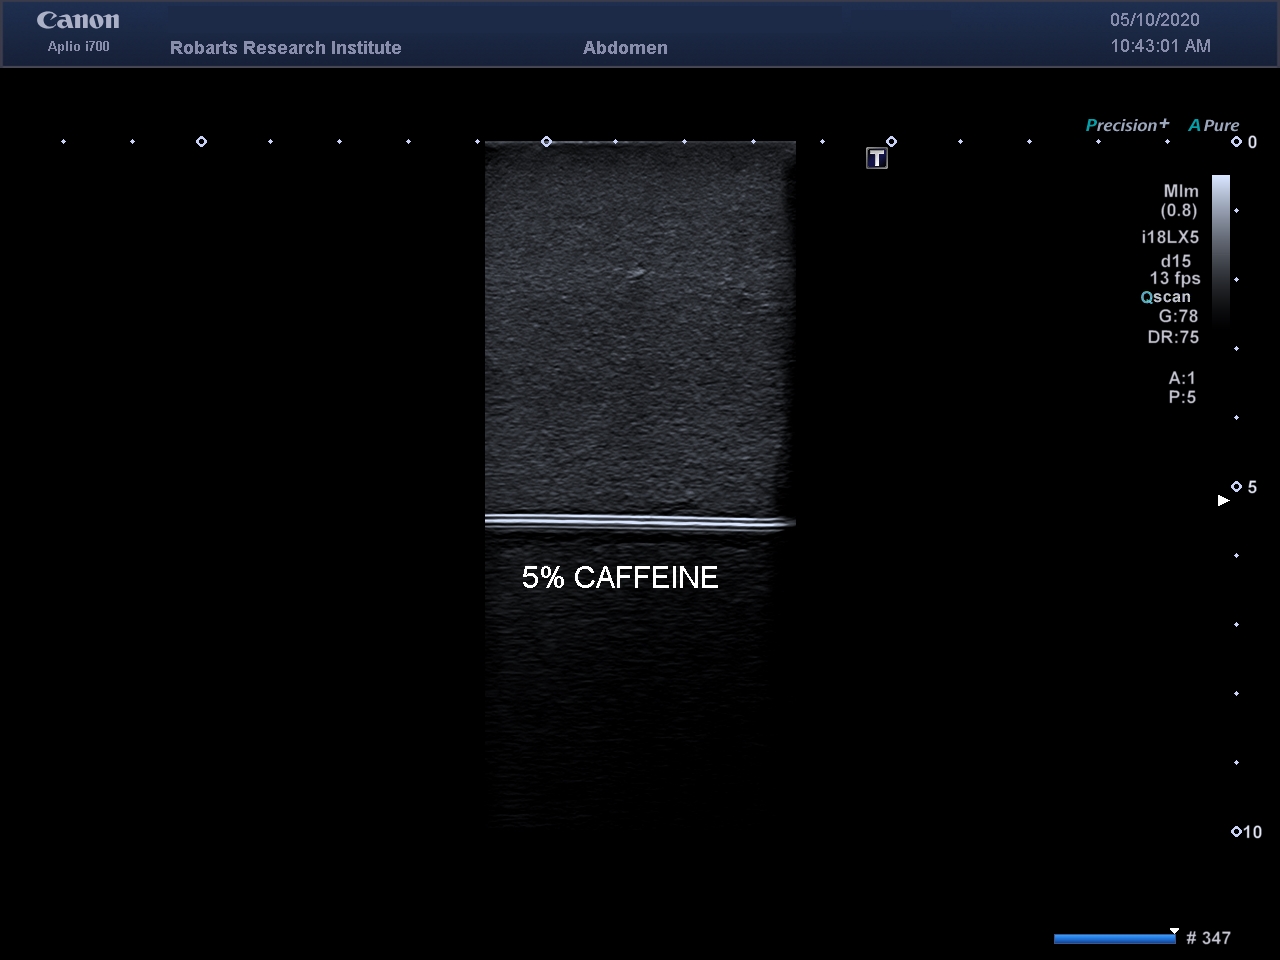 Canon
Aplio i700
Robarts Research Institute
Abdomen
05/10/2020
10:43:01 AM
Precision+ APure
T
0
MIm
(0.8)
i18LX5
d15
13 fps
Qscan
G:78
DR:75
A:1
P:5
5
5% CAFFEINE
10
# 347